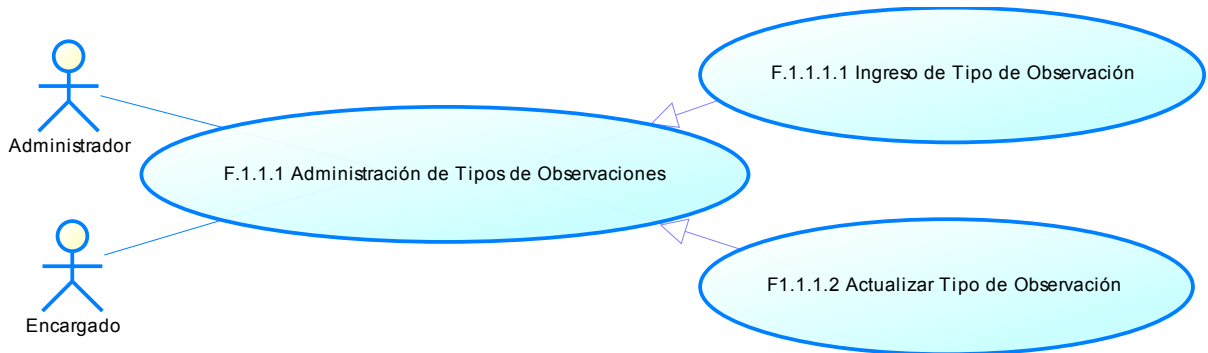 Administrador
F.1.1.1.1 Ingreso de Tipo de Observación
F.1.1.1 Administración de Tipos de Observaciones
F1.1.1.2 Actualizar Tipo de Observación
Encargado